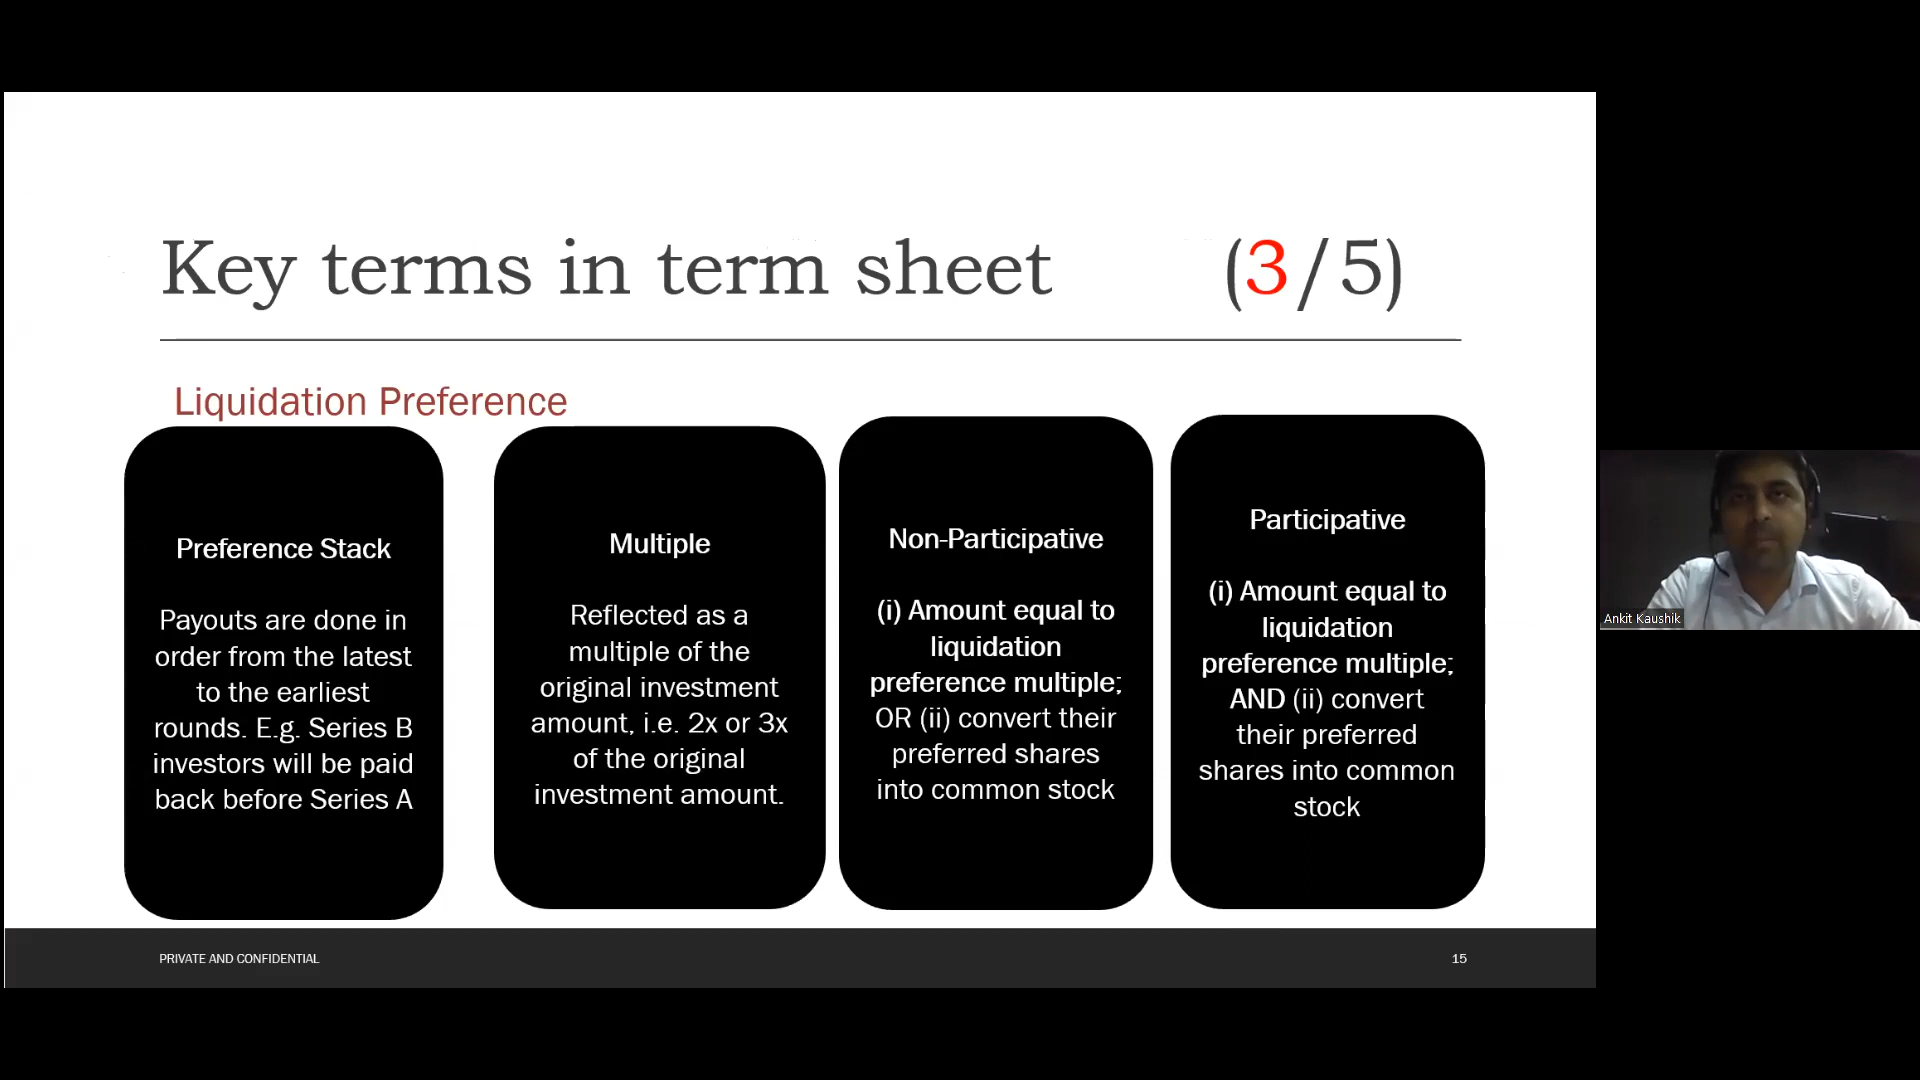 Key terms in term sheet (3/5)
Liquidation Preference
Preference Stack
Payouts are done in
order from the latest
to the earliest
rounds. E.g. Series B
investors will be paid
back before Series A
Multiple
Reflected as a
multiple of the
original investment
amount, i.e. 2x or 3x
of the original
investment amount.
Non-Participative
(i) Amount equal to
liquidation
preference multiple;
OR (ii) convert their
preferred shares
into common stock
Participative
(i) Amount equal to
liquidation
preference multiple;
AND (ii) convert
their preferred
shares into common
stock
Ankit Kaushik
PRIVATE AND CONFIDENTIAL
15